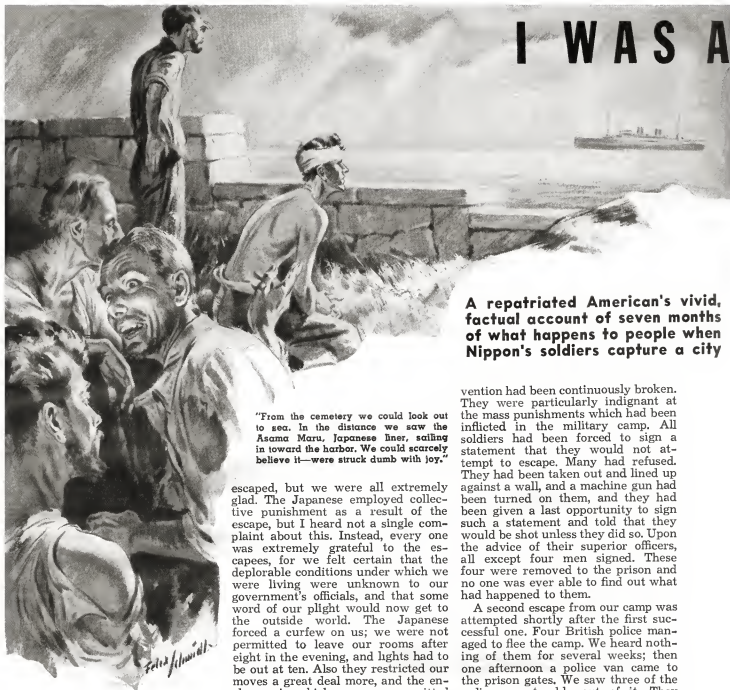 I WAS A
A repatriated American's vivid,
factual account of seven months
of what happens to people when
Nippon's soldiers capture a city
"From the cemetery we could look out
to sea. In the distance we saw the
Asama Maru, Japanese liner, sailing
in toward the harbor. We could scarcely
believe it—were struck dumb with joy."
escaped, but we were all extremely
glad. The Japanese employed collec-
tive punishment as a result of the
escape, but I heard not a single com-
plaint about this. Instead, every one
was extremely grateful to the es-
capees, for we felt certain that the
deplorable conditions under which we
were living were unknown to our
government's officials, and that some
word of our plight would now get to
the outside world. The Japanese
forced a curfew on us; we were not
permitted to leave our rooms after
eight in the evening, and lights had to
be out at ten. Also they restricted our
moves a great deal more, and the en-
vention had been continuously broken.
They were particularly indignant at
the mass punishments which had been
inflicted in the military camp. All
soldiers had been forced to sign a
statement that they would not at-
tempt to escape. Many had refused.
They had been taken out and lined up
against a wall, and a machine gun had
been turned on them, and they had
been given a last opportunity to sign
such a statement and told that they
would be shot unless they did so. Upon
the advice of their superior officers,
all except four men signed. These
four were removed to the prison and
no one was ever able to find out what
had happened to them.
A second escape from our camp was
attempted shortly after the first suc-
cessful one. Four British police man-
aged to flee the camp. We heard noth-
ing of them for several weeks; then
one afternoon a police van came to
the prison gates. We saw three of the